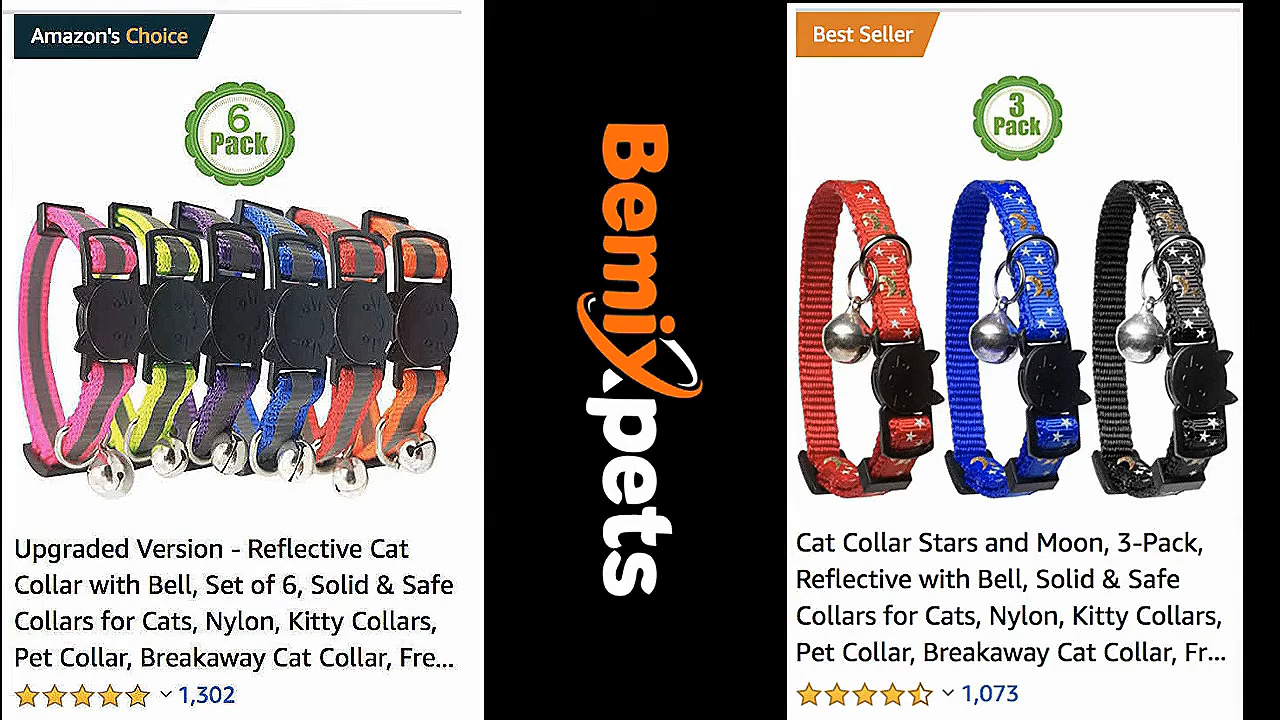 Amazon's Choice
6
Pack
Upgraded Version - Reflective Cat
Collar with Bell, Set of 6, Solid & Safe
Collars for Cats, Nylon, Kitty Collars,
Pet Collar, Breakaway Cat Collar, Fre...
1,302
Bemixpets
Best Seller
3
Pack
Cat Collar Stars and Moon, 3-Pack,
Reflective with Bell, Solid & Safe
Collars for Cats, Nylon, Kitty Collars,
Pet Collar, Breakaway Cat Collar, Fr...
1,073